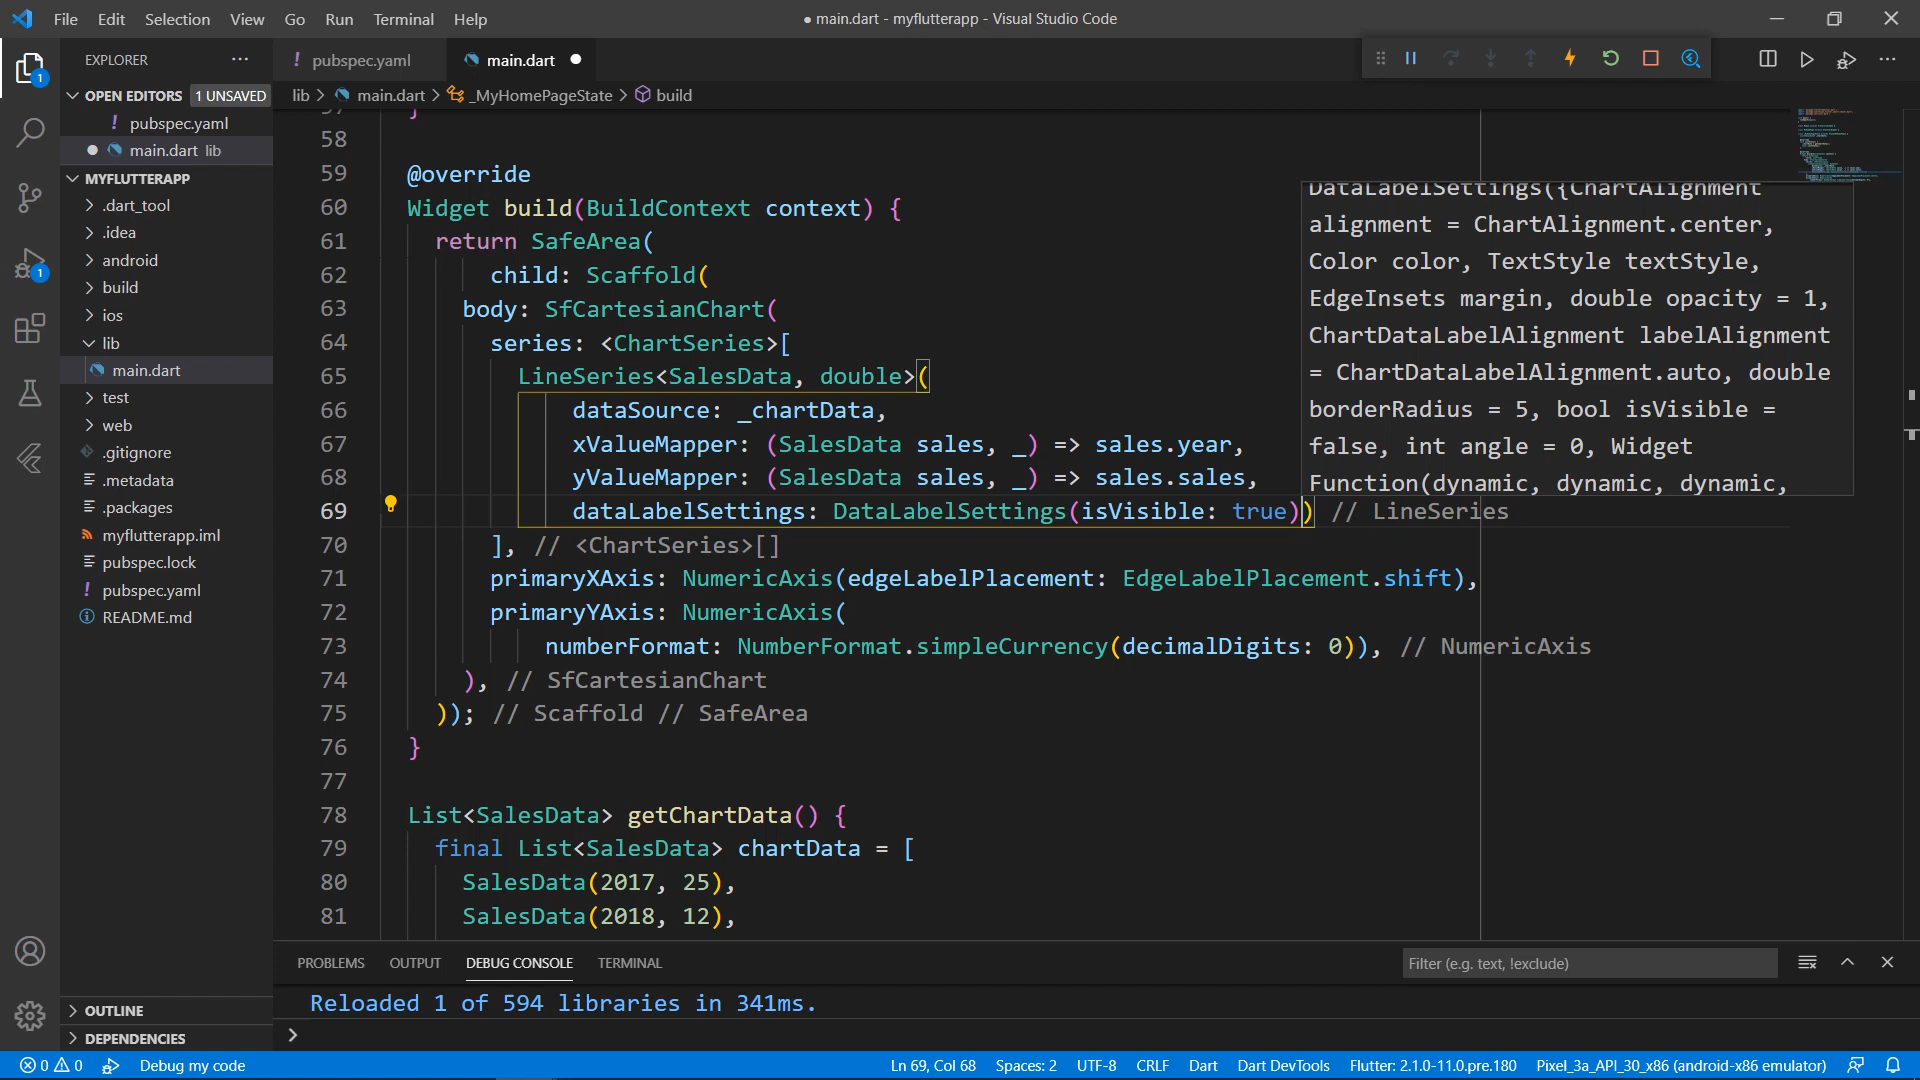 File Edit Selection View Go Run Terminal Help
● main.dart - myflutterapp - Visual Studio Code
EXPLORER
OPEN EDITORS 1 UNSAVED
! pubspec.yaml
main.dart lib
MYFLUTTERAPP
.dart_tool
.idea
android
build
ios
lib
main.dart
test
web
.gitignore
.metadata
.packages
myflutterapp.iml
pubspec.lock
! pubspec.yaml
README.md
OUTLINE
DEPENDENCIES
1
1
! pubspec.yaml
main.dart
lib > main.dart > _MyHomePageState > build
57 }
58
59 @override
60 Widget build(BuildContext context) {
61 return SafeArea(
62 child: Scaffold(
63 body: SfCartesianChart(
64 series: <ChartSeries>[
65 LineSeries<SalesData, double>(
66 dataSource: _chartData,
67 xValueMapper: (SalesData sales, _) => sales.year,
68 yValueMapper: (SalesData sales, _) => sales.sales,
69 dataLabelSettings: DataLabelSettings(isVisible: true)) // LineSeries
70 ], // <ChartSeries>[]
71 primaryXAxis: NumericAxis(edgeLabelPlacement: EdgeLabelPlacement.shift),
72 primaryYAxis: NumericAxis(
73 numberFormat: NumberFormat.simpleCurrency(decimalDigits: 0)), // NumericAxis
74 ), // SfCartesianChart
75 )); // Scaffold // SafeArea
76 }
77
78 List<SalesData> getChartData() {
79 final List<SalesData> chartData = [
80 SalesData(2017, 25),
81 SalesData(2018, 12),
DataLabelSettings({ChartAlignment
alignment = ChartAlignment.center,
Color color, TextStyle textStyle,
EdgeInsets margin, double opacity = 1,
ChartDataLabelAlignment labelAlignment
= ChartDataLabelAlignment.auto, double
borderRadius = 5, bool isVisible =
false, int angle = 0, Widget
Function(dynamic, dynamic, dynamic,
PROBLEMS OUTPUT DEBUG CONSOLE TERMINAL
Filter (e.g. text, !exclude)
Reloaded 1 of 594 libraries in 341ms.
>
0 0 Debug my code
Ln 69, Col 68 Spaces: 2 UTF-8 CRLF Dart Dart DevTools Flutter: 2.1.0-11.0.pre.180 Pixel_3a_API_30_x86 (android-x86 emulator)